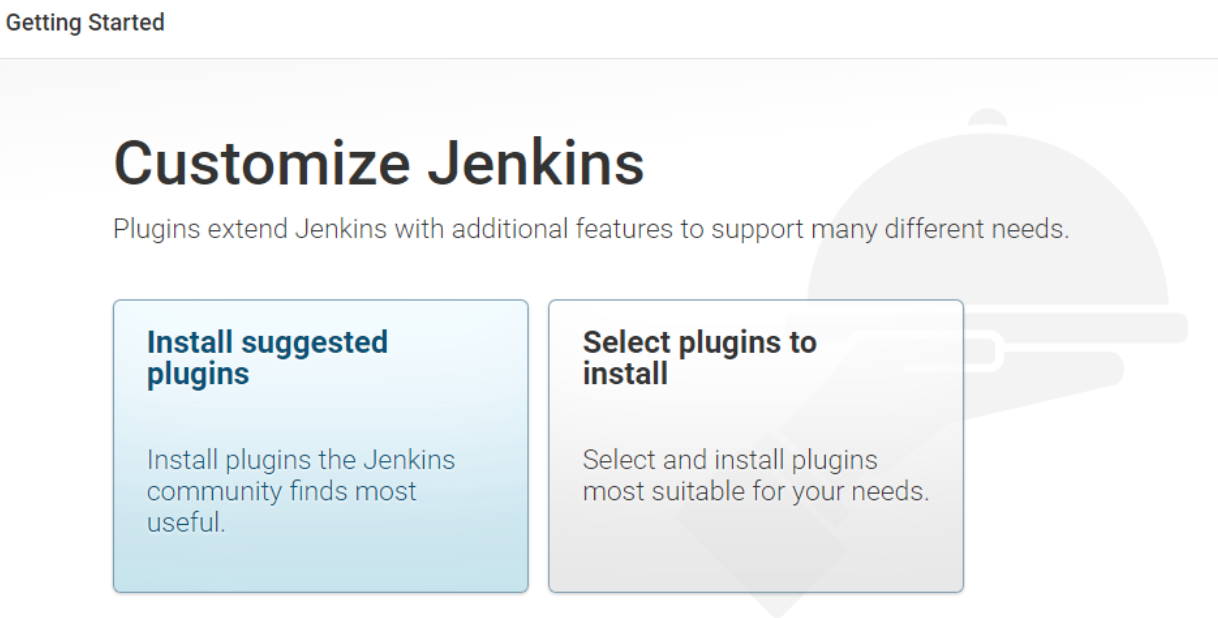 Getting Started
Customize Jenkins
Plugins extend Jenkins with additional features to support many different needs.
Install suggested
plugins
Install plugins the Jenkins
community finds most
useful.
Select plugins to
install
Select and install plugins
most suitable for your needs.